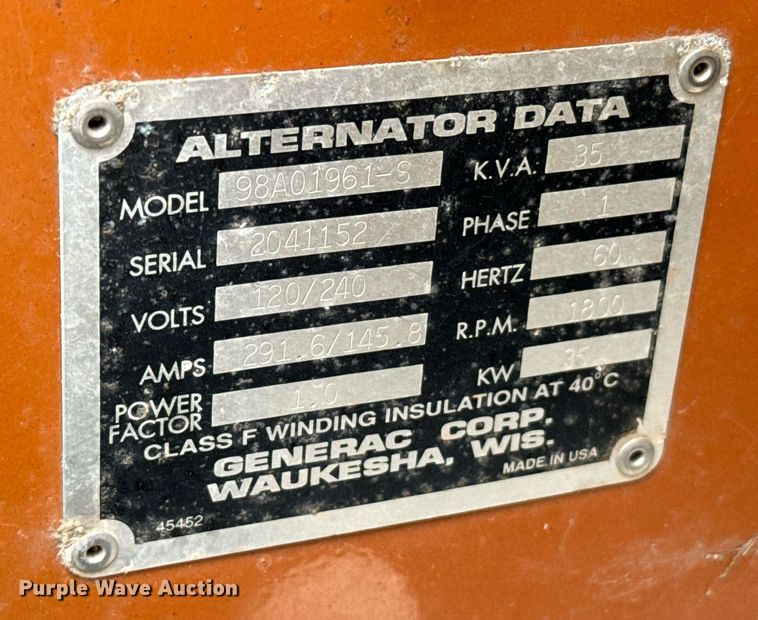 ALTERNATOR DATA
MODEL 98A01961-S K.V.A. 35
SERIAL 2041152 PHASE 1
VOLTS 120/240 HERTZ 60
AMPS 291.6/145.8 R.P.M. 1800
POWER FACTOR 1.0 KW 35
CLASS F WINDING INSULATION AT 40°C
GENERAC CORP.
WAUKESHA, WIS.
MADE IN USA
45452
Purple Wave Auction